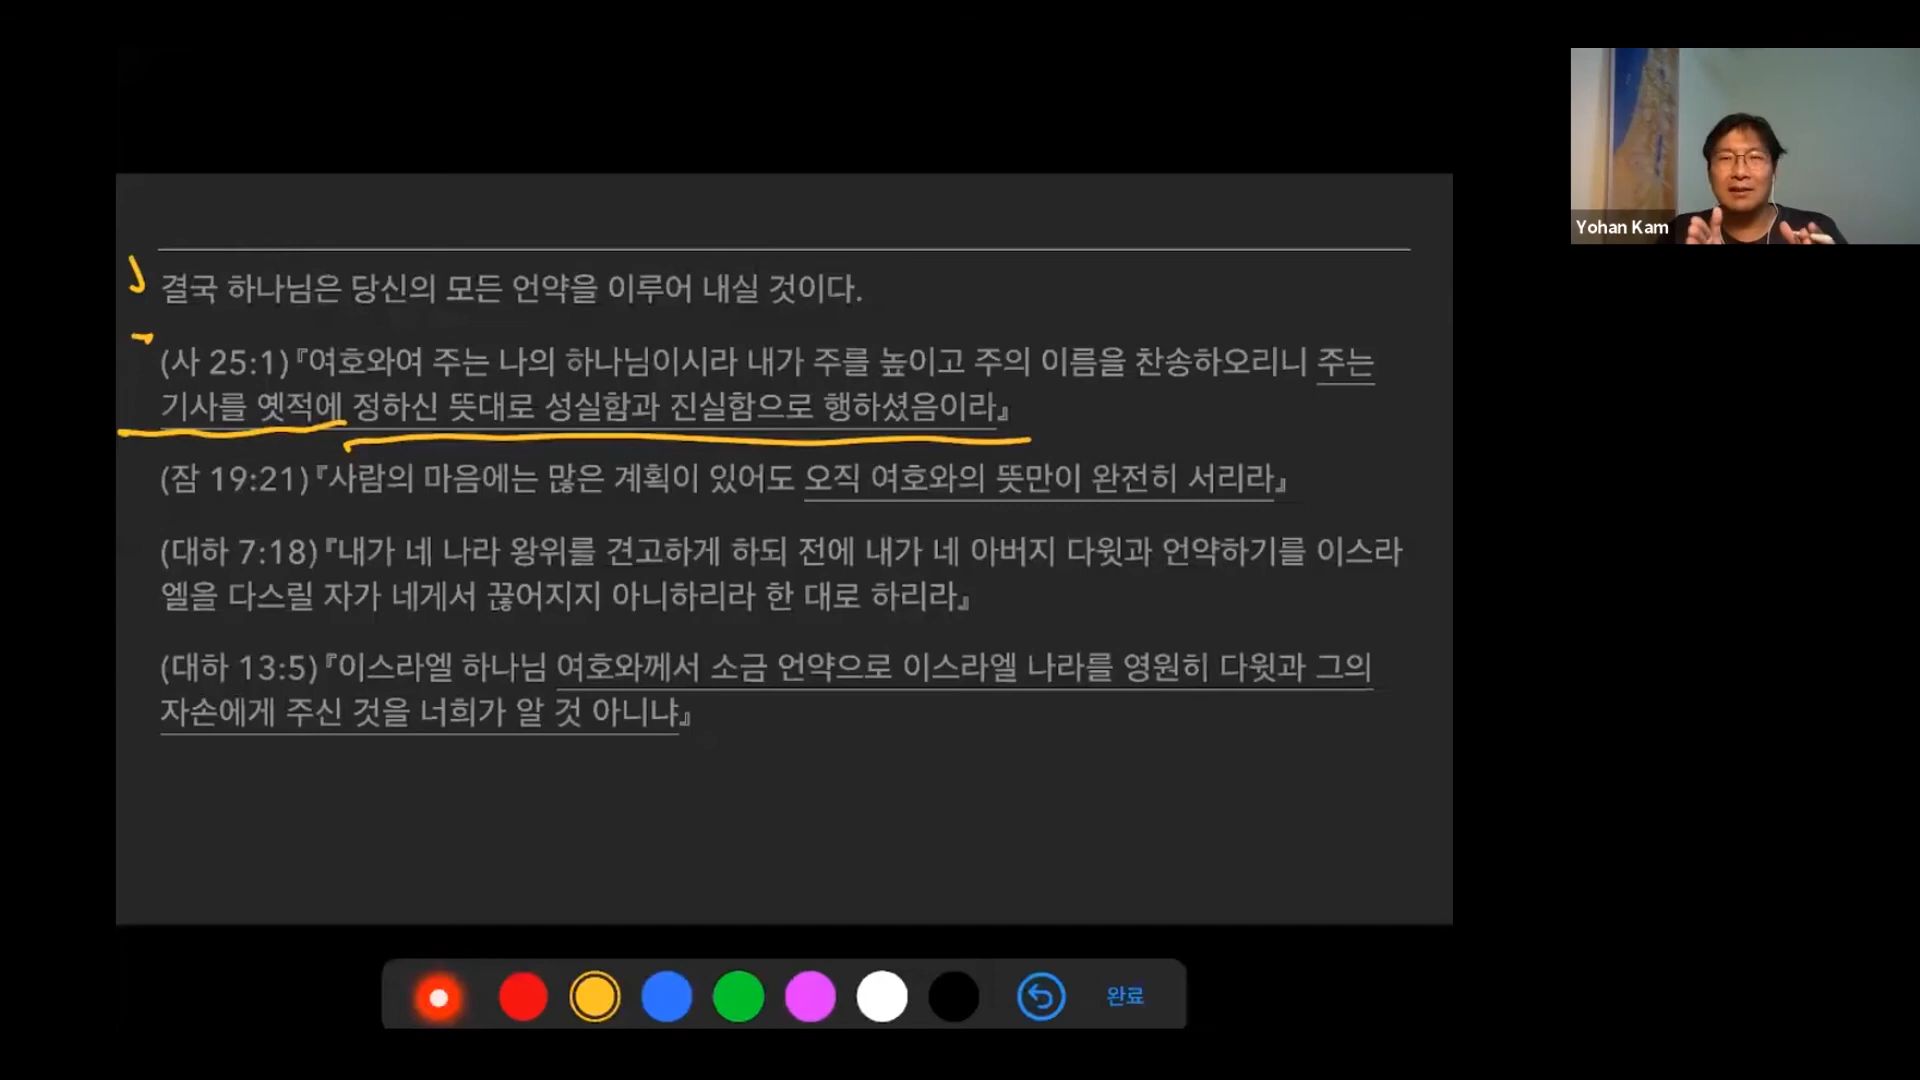 결국 하나님은 당신의 모든 언약을 이루어 내실 것이다.
(사 25:1)『여호와여 주는 나의 하나님이시라 내가 주를 높이고 주의 이름을 찬송하오리니 주는
기사를 옛적에 정하신 뜻대로 성실함과 진실함으로 행하셨음이라』
(잠 19:21)『사람의 마음에는 많은 계획이 있어도 오직 여호와의 뜻만이 완전히 서리라』
(대하 7:18)『내가 네 나라 왕위를 견고하게 하되 전에 내가 네 아버지 다윗과 언약하기를 이스라
엘을 다스릴 자가 네게서 끊어지지 아니하리라 한 대로 하리라』
(대하 13:5)『이스라엘 하나님 여호와께서 소금 언약으로 이스라엘 나라를 영원히 다윗과 그의
자손에게 주신 것을 너희가 알 것 아니냐』
Yohan Kam
완료